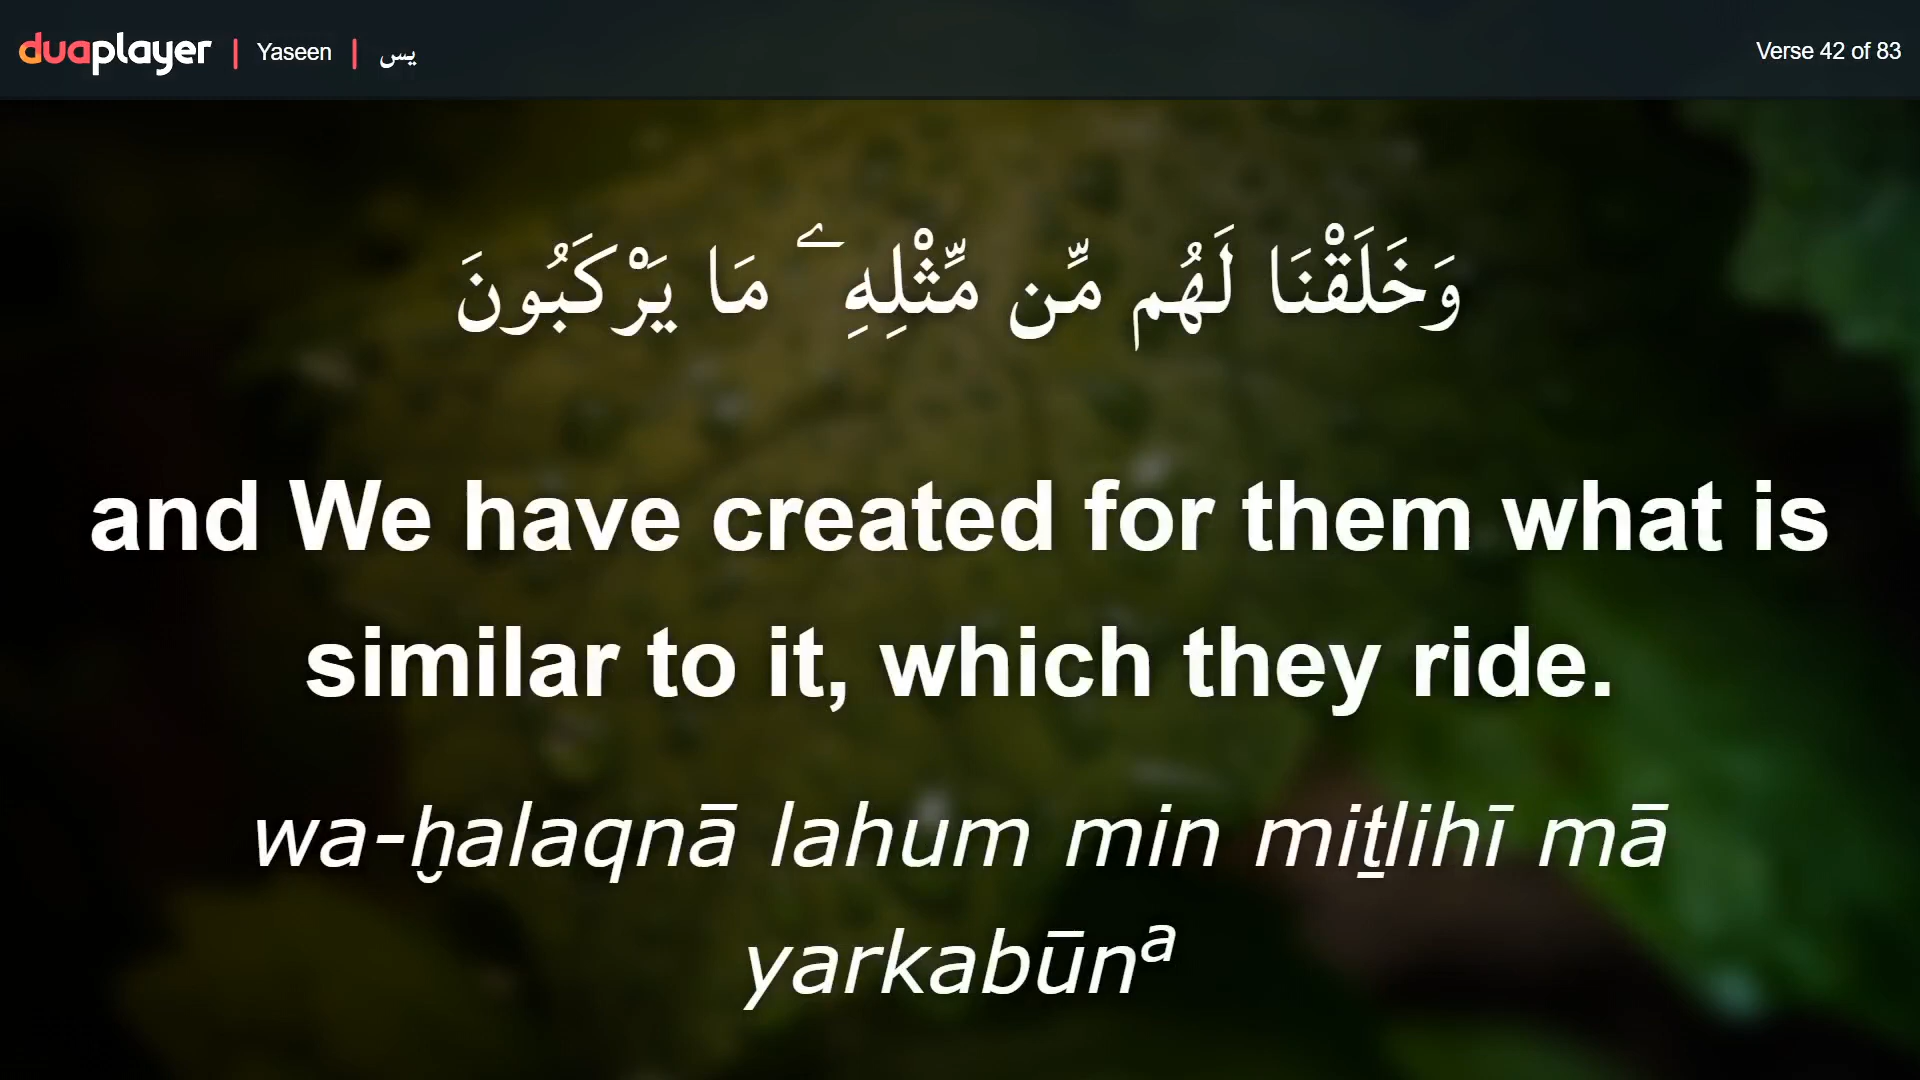 duaplayer | Yaseen | يس
Verse 42 of 83
وَخَلَقْنَا لَهُم مِّن مِّثْلِهِۦ مَا يَرْكَبُونَ
and We have created for them what is
similar to it, which they ride.
wa-ḫalaqnā lahum min miṯlihī mā
yarkabūnᵃ